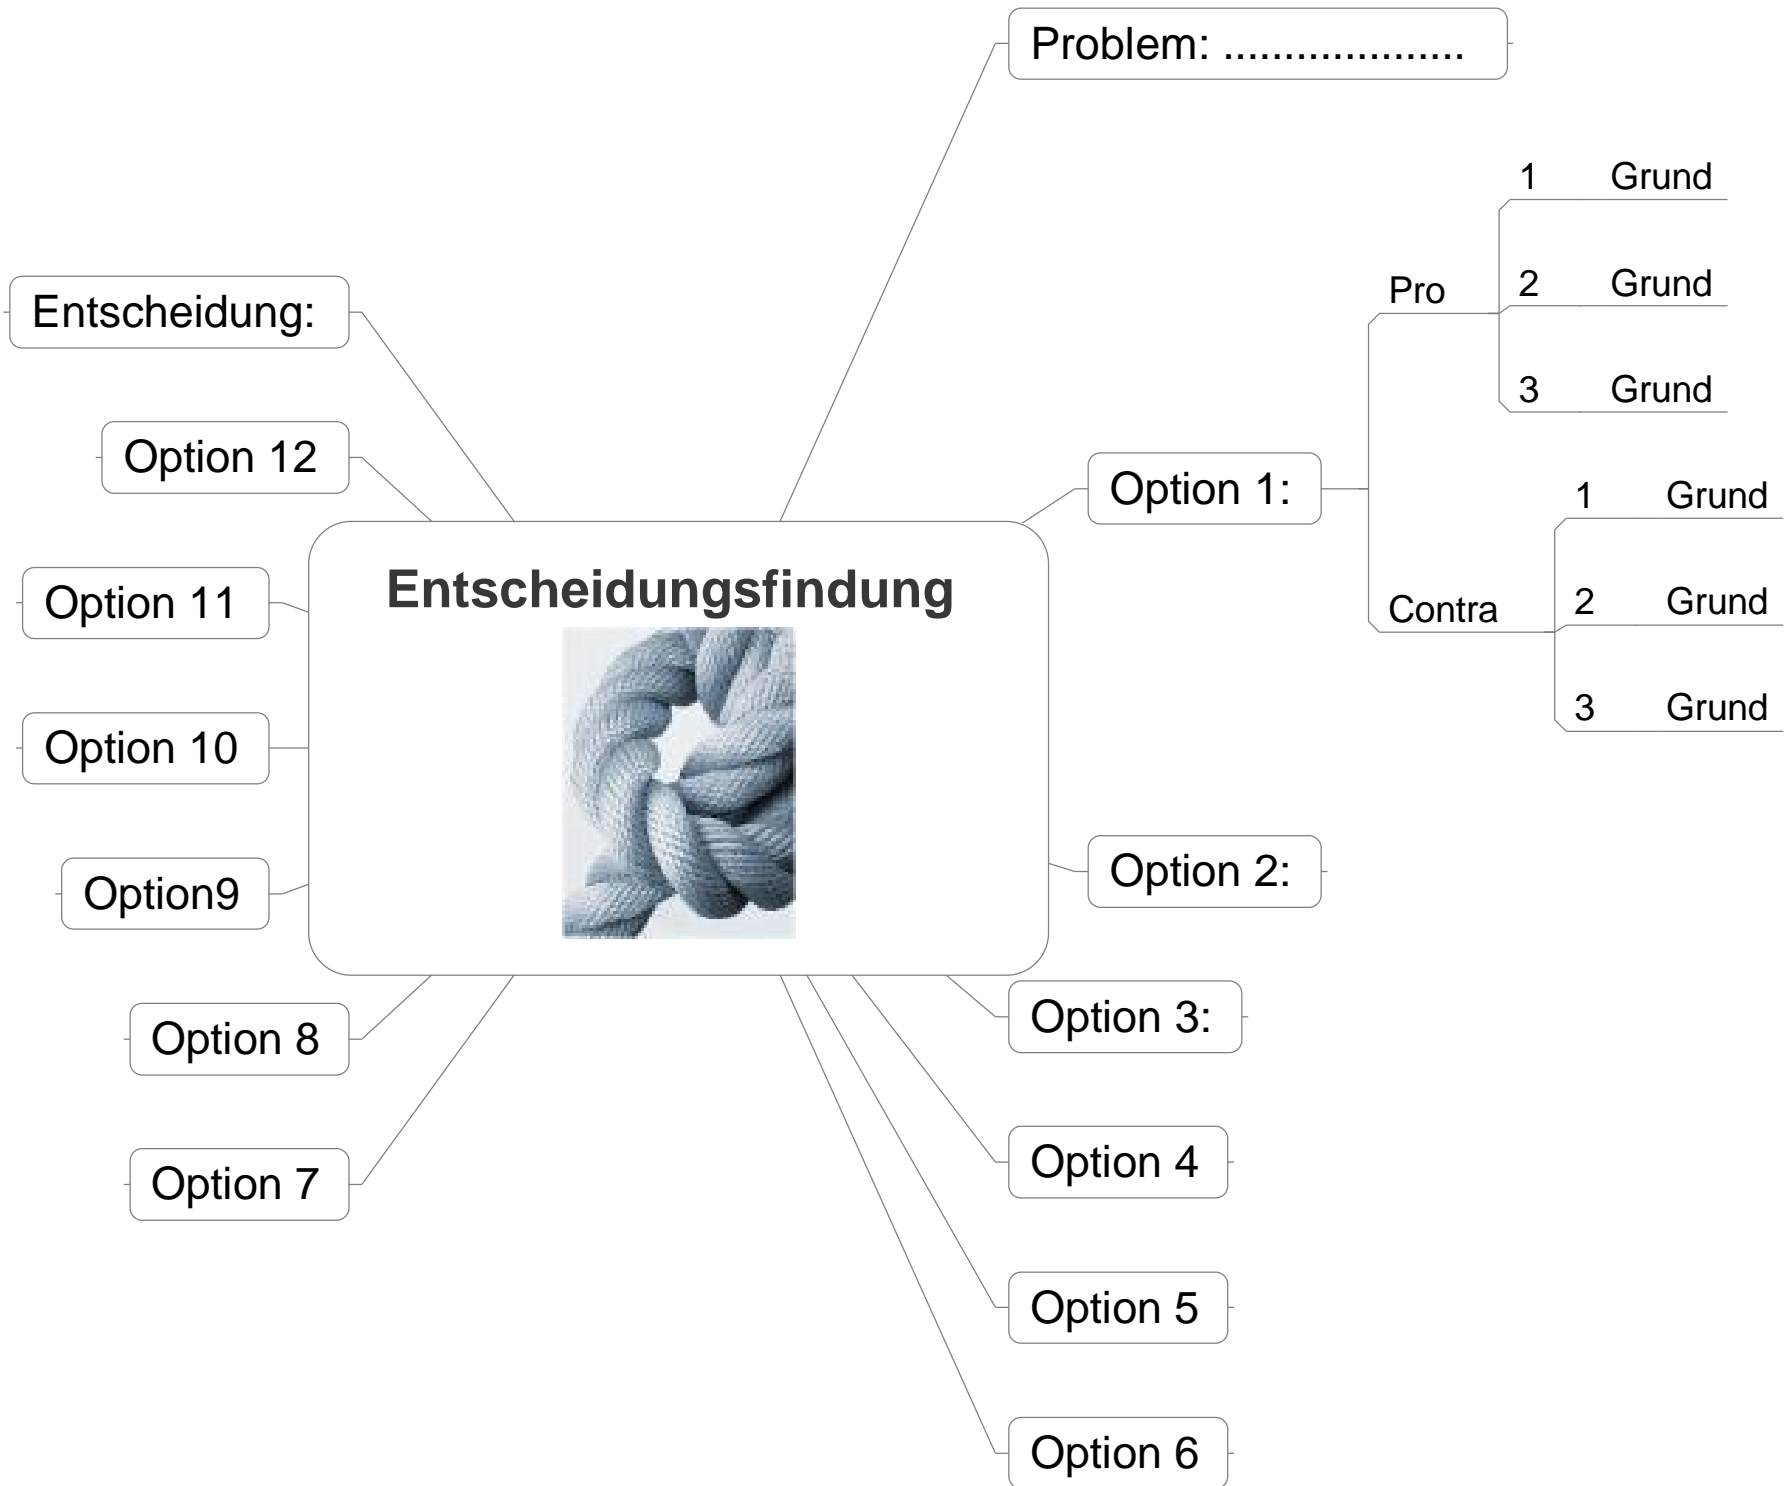 Entscheidungsfindung
Problem: ....................
Option 1:
Pro
1 Grund
2 Grund
3 Grund
Contra
1 Grund
2 Grund
3 Grund
Option 2:
Option 3:
Option 4
Option 5
Option 6
Option 7
Option 8
Option9
Option 10
Option 11
Option 12
Entscheidung: